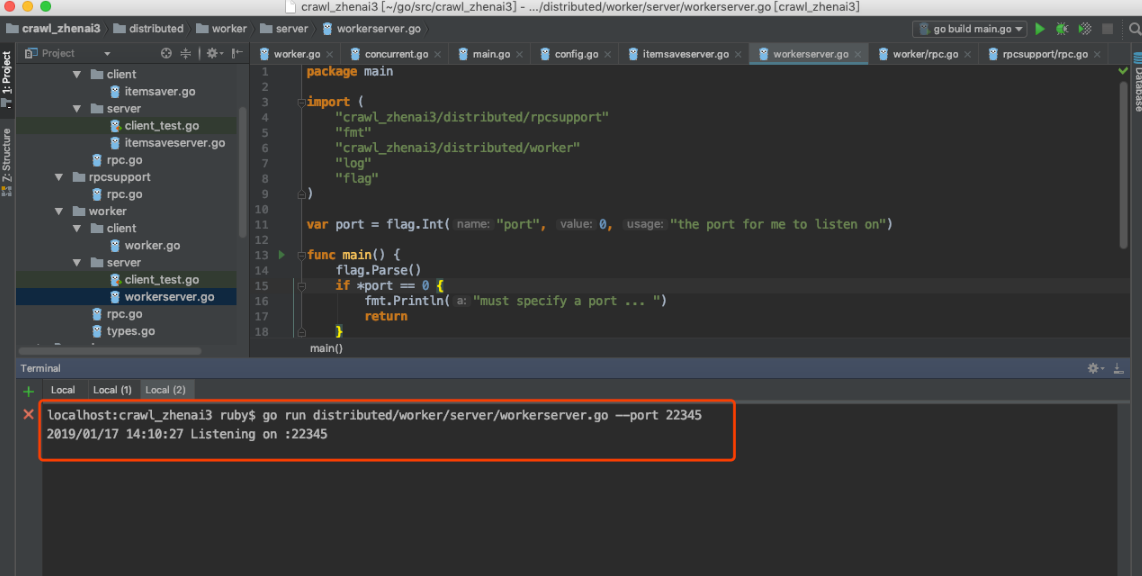 crawl_zhenai3 [~/go/src/crawl_zhenai3] - .../distributed/worker/server/workerserver.go [crawl_zhenai3]
crawl_zhenai3 distributed worker server workerserver.go go build main.go
Project
worker.go concurrent.go main.go config.go itemsaveserver.go workerserver.go worker/rpc.go rpcsupport/rpc.go
1: Project
Z: Structure
Database
client
itemsaver.go
server
client_test.go
itemsaveserver.go
rpc.go
rpcsupport
rpc.go
worker
client
worker.go
server
client_test.go
workerserver.go
rpc.go
types.go
1 package main
2
3 import (
4 "crawl_zhenai3/distributed/rpcsupport"
5 "fmt"
6 "crawl_zhenai3/distributed/worker"
7 "log"
8 "flag"
9 )
10
11 var port = flag.Int( name: "port", value: 0, usage: "the port for me to listen on")
12
13 func main() {
14 flag.Parse()
15 if *port == 0 {
16 fmt.Println( a: "must specify a port ... ")
17 return
18 }
main()
Terminal
Local Local (1) Local (2)
localhost:crawl_zhenai3 ruby$ go run distributed/worker/server/workerserver.go --port 22345
2019/01/17 14:10:27 Listening on :22345